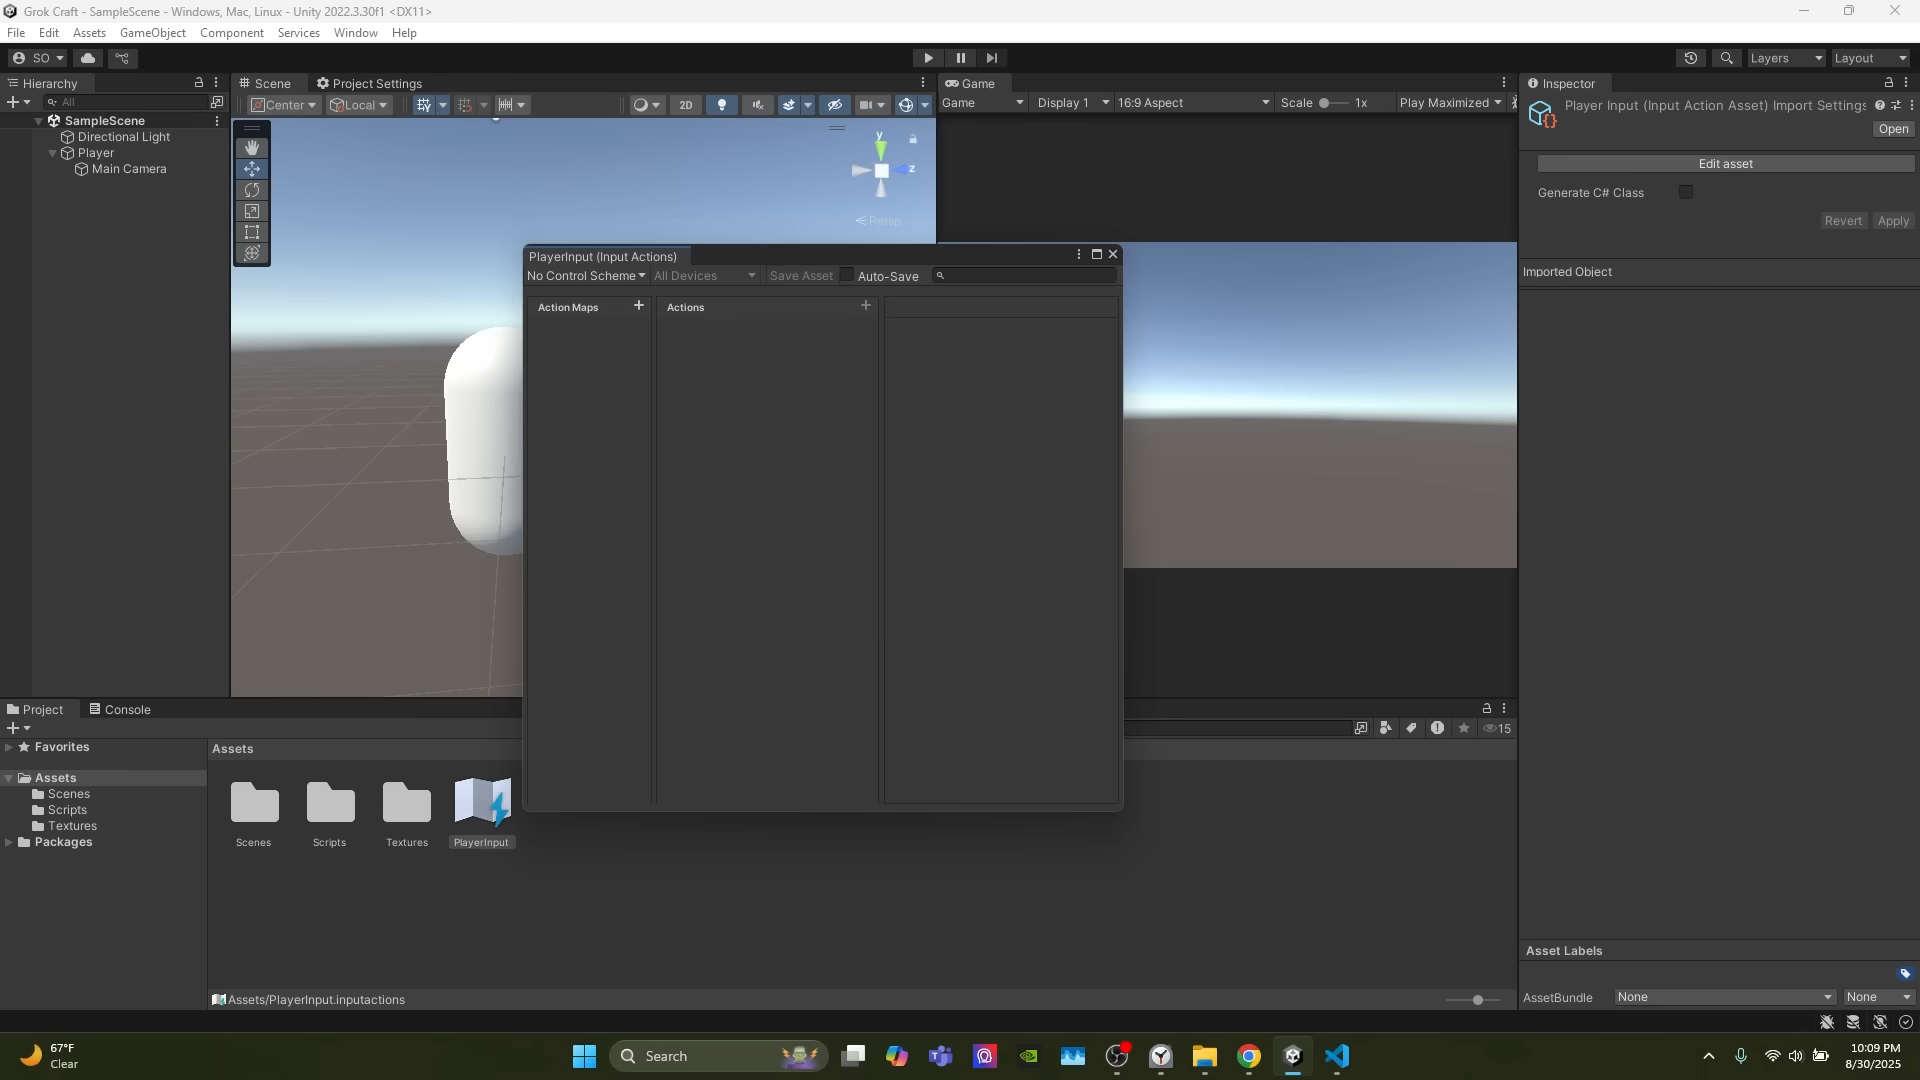 Grok Craft - SampleScene - Windows, Mac, Linux - Unity 2022.3.30f1 <DX11>
File Edit Assets GameObject Component Services Window Help
SO Layers Layout
Hierarchy
All
SampleScene
Directional Light
Player
Main Camera
Scene Project Settings
Center Local 2D
y
z
Persp
Game
Game Display 1 16:9 Aspect Scale 1x Play Maximized
PlayerInput (Input Actions)
No Control Scheme All Devices Save Asset Auto-Save
Action Maps + Actions +
Inspector
Player Input (Input Action Asset) Import Settings
Open
Edit asset
Generate C# Class
Revert Apply
Imported Object
Project Console
15
Favorites
Assets
Scenes
Scripts
Textures
Packages
Assets
Scenes Scripts Textures PlayerInput
Assets/PlayerInput.inputactions
Asset Labels
AssetBundle None None
67°F
Clear
Search
10:09 PM
8/30/2025